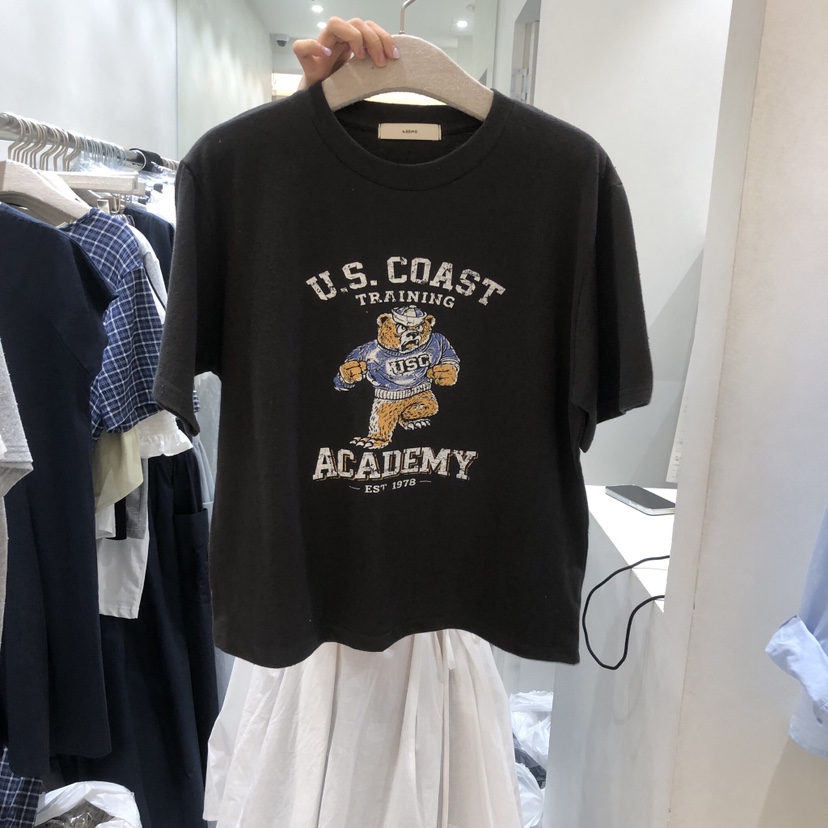 U.S. COAST
TRAINING
USC
ACADEMY
EST 1978